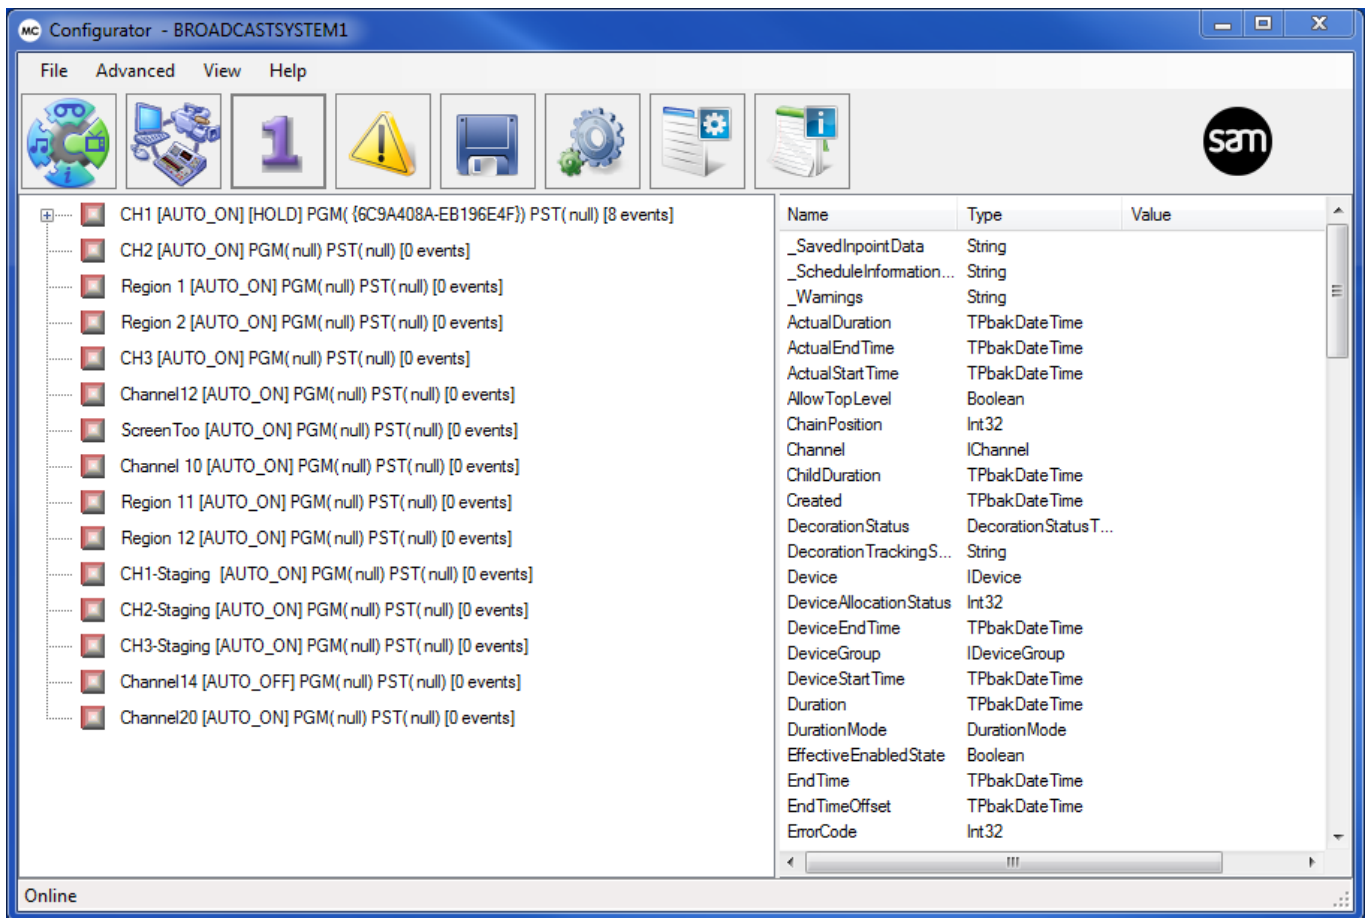 MC Configurator - BROADCASTSYSTEM1
File Advanced View Help
1
sam
CH1 [AUTO_ON] [HOLD] PGM( {6C9A408A-EB196E4F}) PST( null) [8 events]
CH2 [AUTO_ON] PGM( null) PST( null) [0 events]
Region 1 [AUTO_ON] PGM( null) PST( null) [0 events]
Region 2 [AUTO_ON] PGM( null) PST( null) [0 events]
CH3 [AUTO_ON] PGM( null) PST( null) [0 events]
Channel12 [AUTO_ON] PGM( null) PST( null) [0 events]
ScreenToo [AUTO_ON] PGM( null) PST( null) [0 events]
Channel 10 [AUTO_ON] PGM( null) PST( null) [0 events]
Region 11 [AUTO_ON] PGM( null) PST( null) [0 events]
Region 12 [AUTO_ON] PGM( null) PST( null) [0 events]
CH1-Staging [AUTO_ON] PGM( null) PST( null) [0 events]
CH2-Staging [AUTO_ON] PGM( null) PST( null) [0 events]
CH3-Staging [AUTO_ON] PGM( null) PST( null) [0 events]
Channel14 [AUTO_OFF] PGM( null) PST( null) [0 events]
Channel20 [AUTO_ON] PGM( null) PST( null) [0 events]
Name Type Value
_SavedInpointData String
_ScheduleInformation... String
_Warnings String
ActualDuration TPbakDateTime
ActualEndTime TPbakDateTime
ActualStartTime TPbakDateTime
AllowTopLevel Boolean
ChainPosition Int32
Channel IChannel
ChildDuration TPbakDateTime
Created TPbakDateTime
DecorationStatus DecorationStatusT...
DecorationTrackingS... String
Device IDevice
DeviceAllocationStatus Int32
DeviceEndTime TPbakDateTime
DeviceGroup IDeviceGroup
DeviceStartTime TPbakDateTime
Duration TPbakDateTime
DurationMode DurationMode
EffectiveEnabledState Boolean
EndTime TPbakDateTime
EndTimeOffset TPbakDateTime
ErrorCode Int32
Online